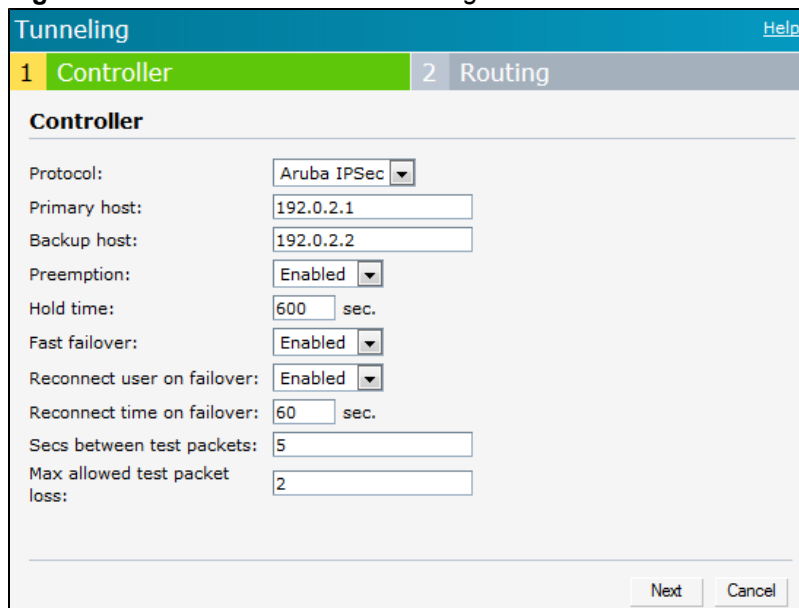 Tunneling Help
1 Controller 2 Routing
Controller
Protocol: Aruba IPSec
Primary host: 192.0.2.1
Backup host: 192.0.2.2
Preemption: Enabled
Hold time: 600 sec.
Fast failover: Enabled
Reconnect user on failover: Enabled
Reconnect time on failover: 60 sec.
Secs between test packets: 5
Max allowed test packet
loss: 2
Next Cancel